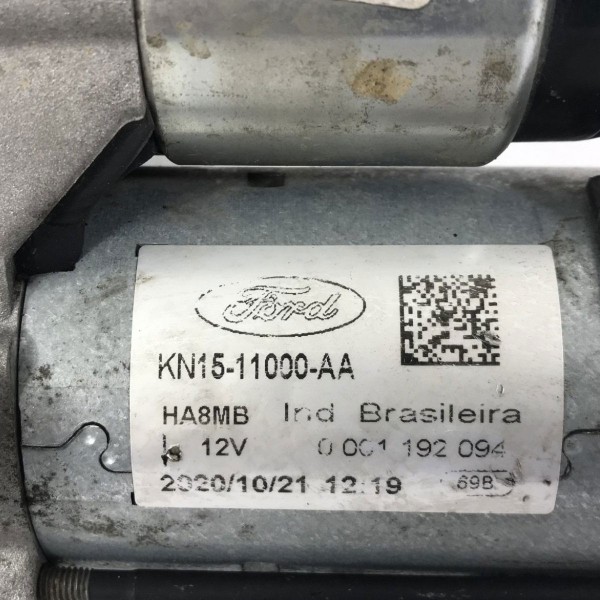 Ford
KN15-11000-AA
HA8MB Ind Brasileira
12V 0 001 192 094
2020/10/21 12:19 69B